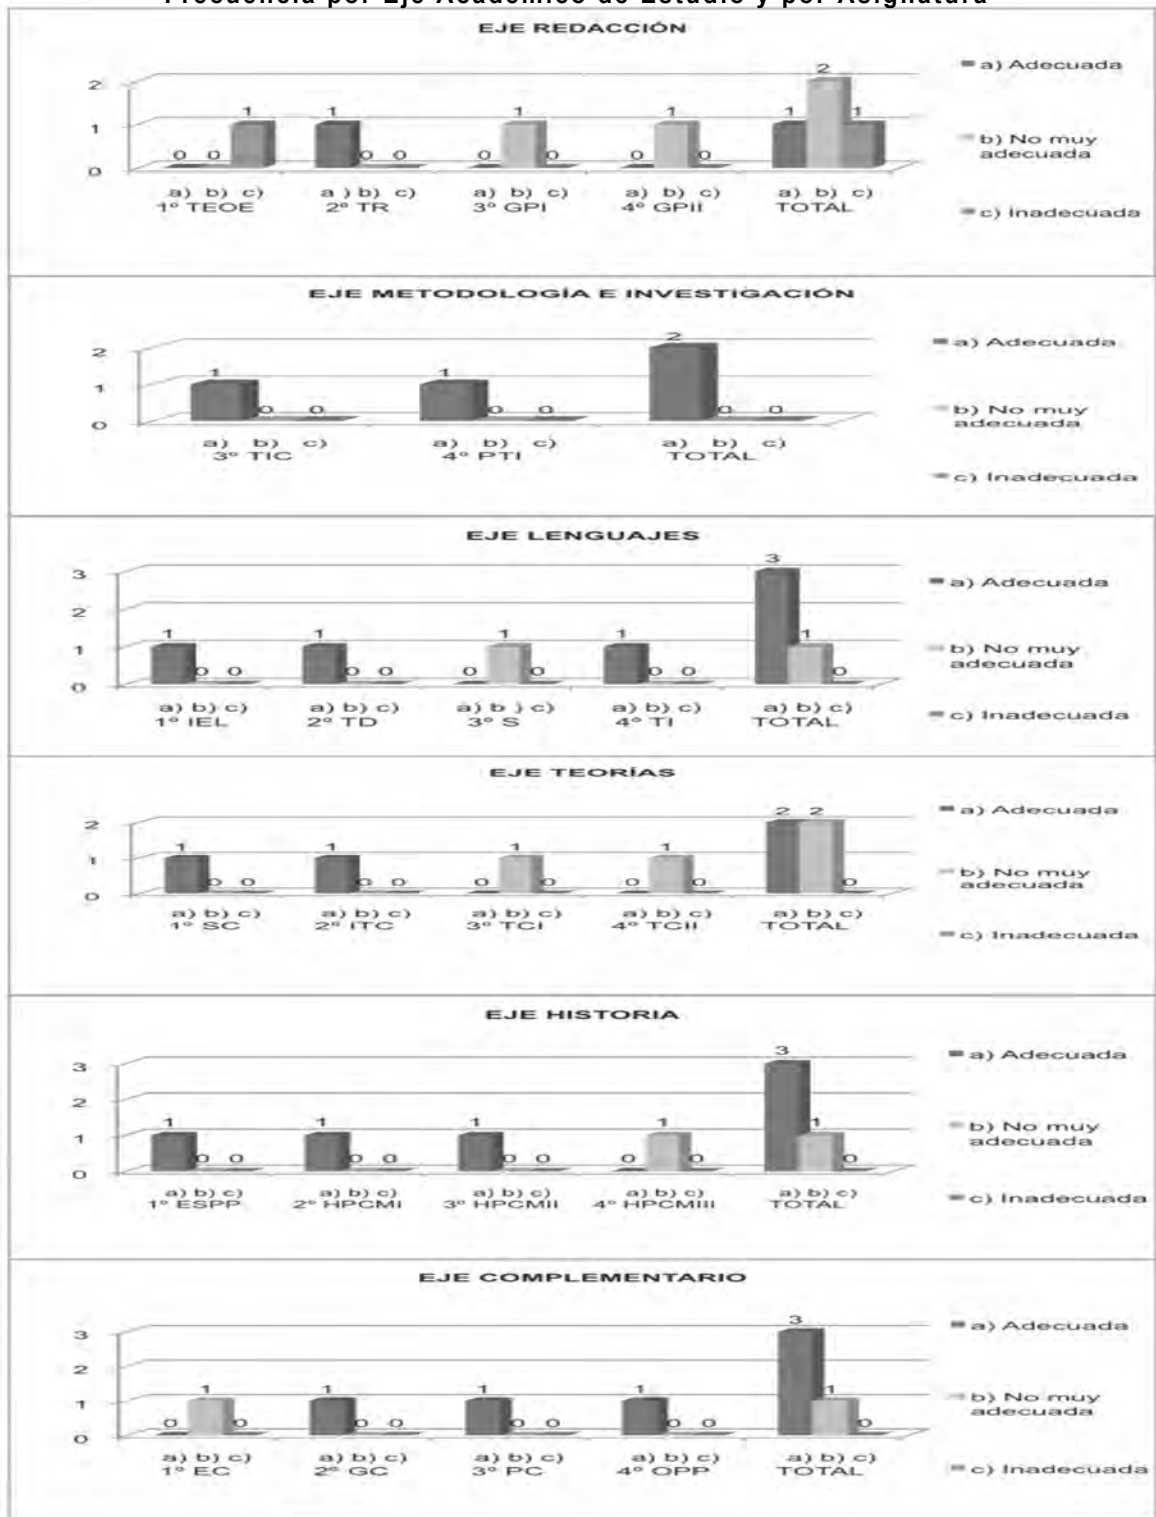 Frecuencia por Eje Académico de Estudio y por Asignatura
EJE REDACCIÓN
2
1
0
0 0 1
1 0 0
0 1 0
0 1 0
1 2 1
a) b) c)
a ) b) c)
a) b) c)
a) b) c)
a) b) c)
1º TEOE
2º TR
3º GPI
4º GPII
TOTAL
a) Adecuada
b) No muy
adecuada
c) Inadecuada
EJE METODOLOGÍA E INVESTIGACIÓN
2
1
0
1 0 0
1 0 0
2 0 0
a) b) c)
a) b) c)
a) b) c)
3º TIC
4º PTI
TOTAL
a) Adecuada
b) No muy
adecuada
c) Inadecuada
EJE LENGUAJES
3
2
1
0
1 0 0
1 0 0
0 1 0
1 0 0
3 1 0
a) b) c)
a) b) c)
a) b ) c)
a) b) c)
a) b) c)
1º IEL
2º TD
3º S
4º TI
TOTAL
a) Adecuada
b) No muy
adecuada
c) Inadecuada
EJE TEORÍAS
2
1
0
1 0 0
1 0 0
0 1 0
0 1 0
2 2 0
a) b) c)
a) b) c)
a) b) c)
a) b) c)
a) b) c)
1º SC
2º ITC
3º TCI
4º TCII
TOTAL
a) Adecuada
b) No muy
adecuada
c) Inadecuada
EJE HISTORIA
3
2
1
0
1 0 0
1 0 0
1 0 0
0 1 0
3 1 0
a) b) c)
a) b) c)
a) b) c)
a) b) c)
a) b) c)
1º ESPP
2º HPCMI
3º HPCMII
4º HPCMIII
TOTAL
a) Adecuada
b) No muy
adecuada
c) Inadecuada
EJE COMPLEMENTARIO
3
2
1
0
0 1 0
1 0 0
1 0 0
1 0 0
3 1 0
a) b) c)
a) b) c)
a) b) c)
a) b) c)
a) b) c)
1º EC
2º GC
3º PC
4º OPP
TOTAL
a) Adecuada
b) No muy
adecuada
c) Inadecuada